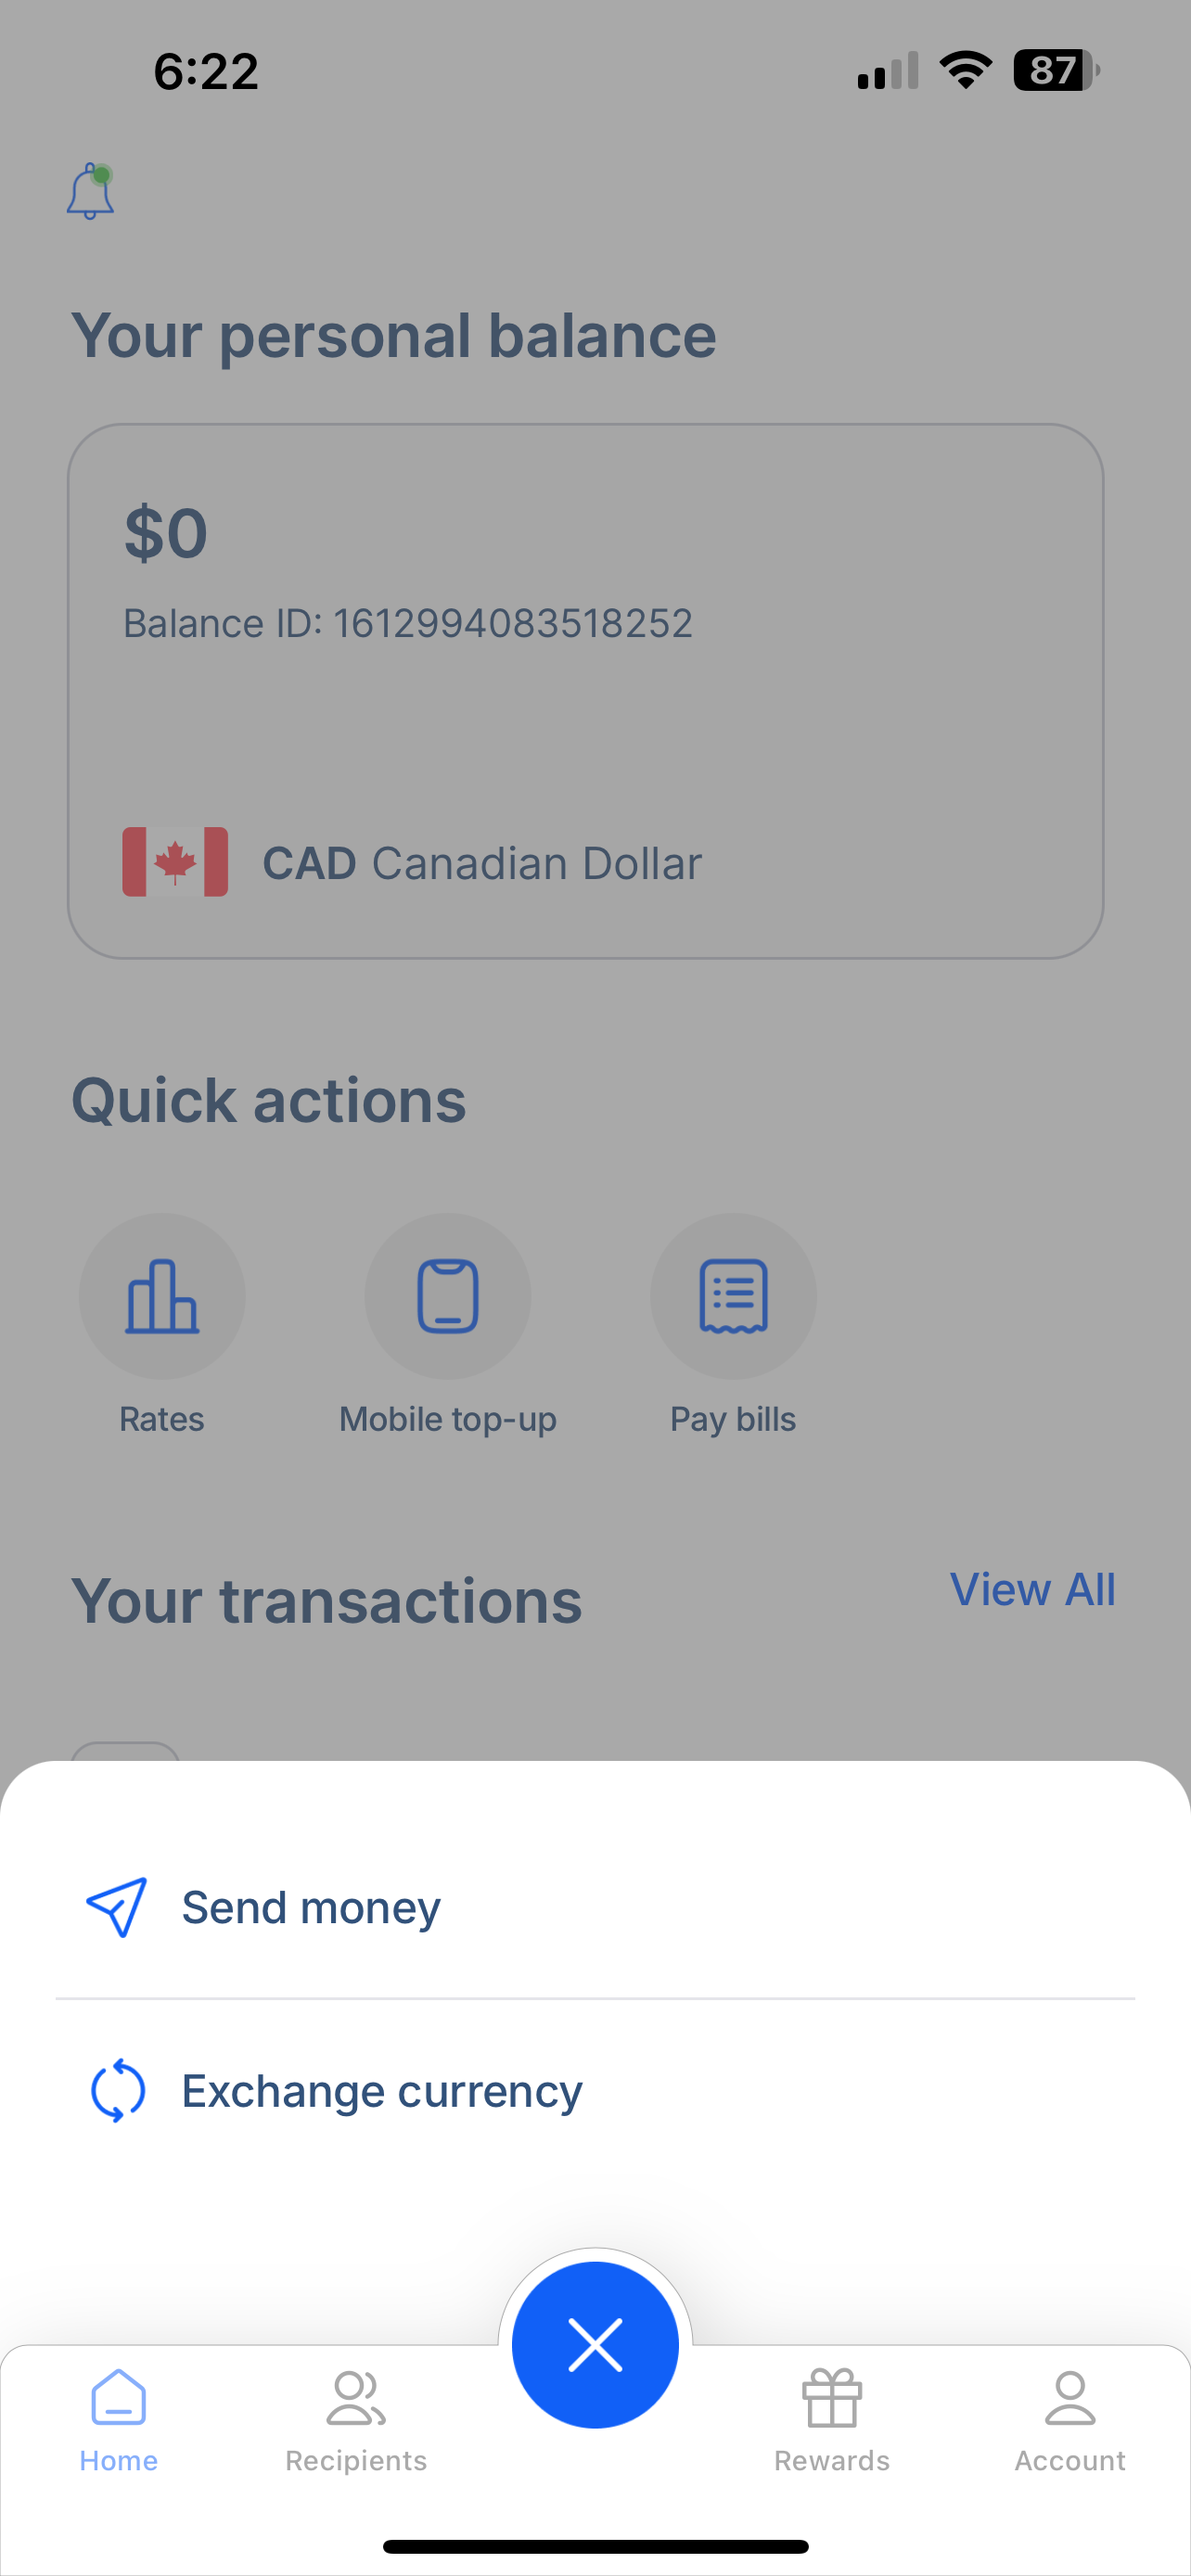 6:22
87
Your personal balance
$0
Balance ID: 1612994083518252
CAD Canadian Dollar
Quick actions
Rates
Mobile top-up
Pay bills
Your transactions
View All
Send money
Exchange currency
Home
Recipients
Rewards
Account